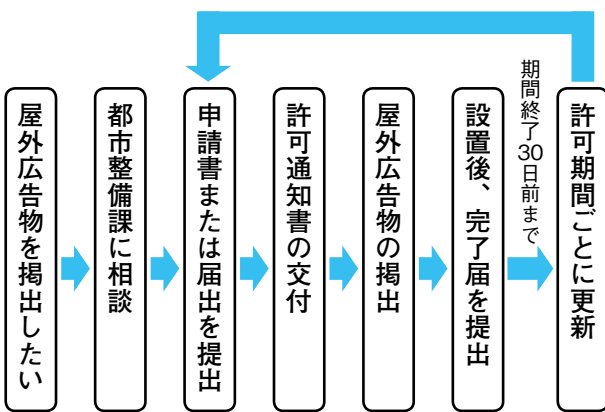 屋外広告物を掲出したい
都市整備課に相談
申請書または届出を提出
許可通知書の交付
屋外広告物の掲出
設置後、完了届を提出
期間終了30日前まで
許可期間ごとに更新